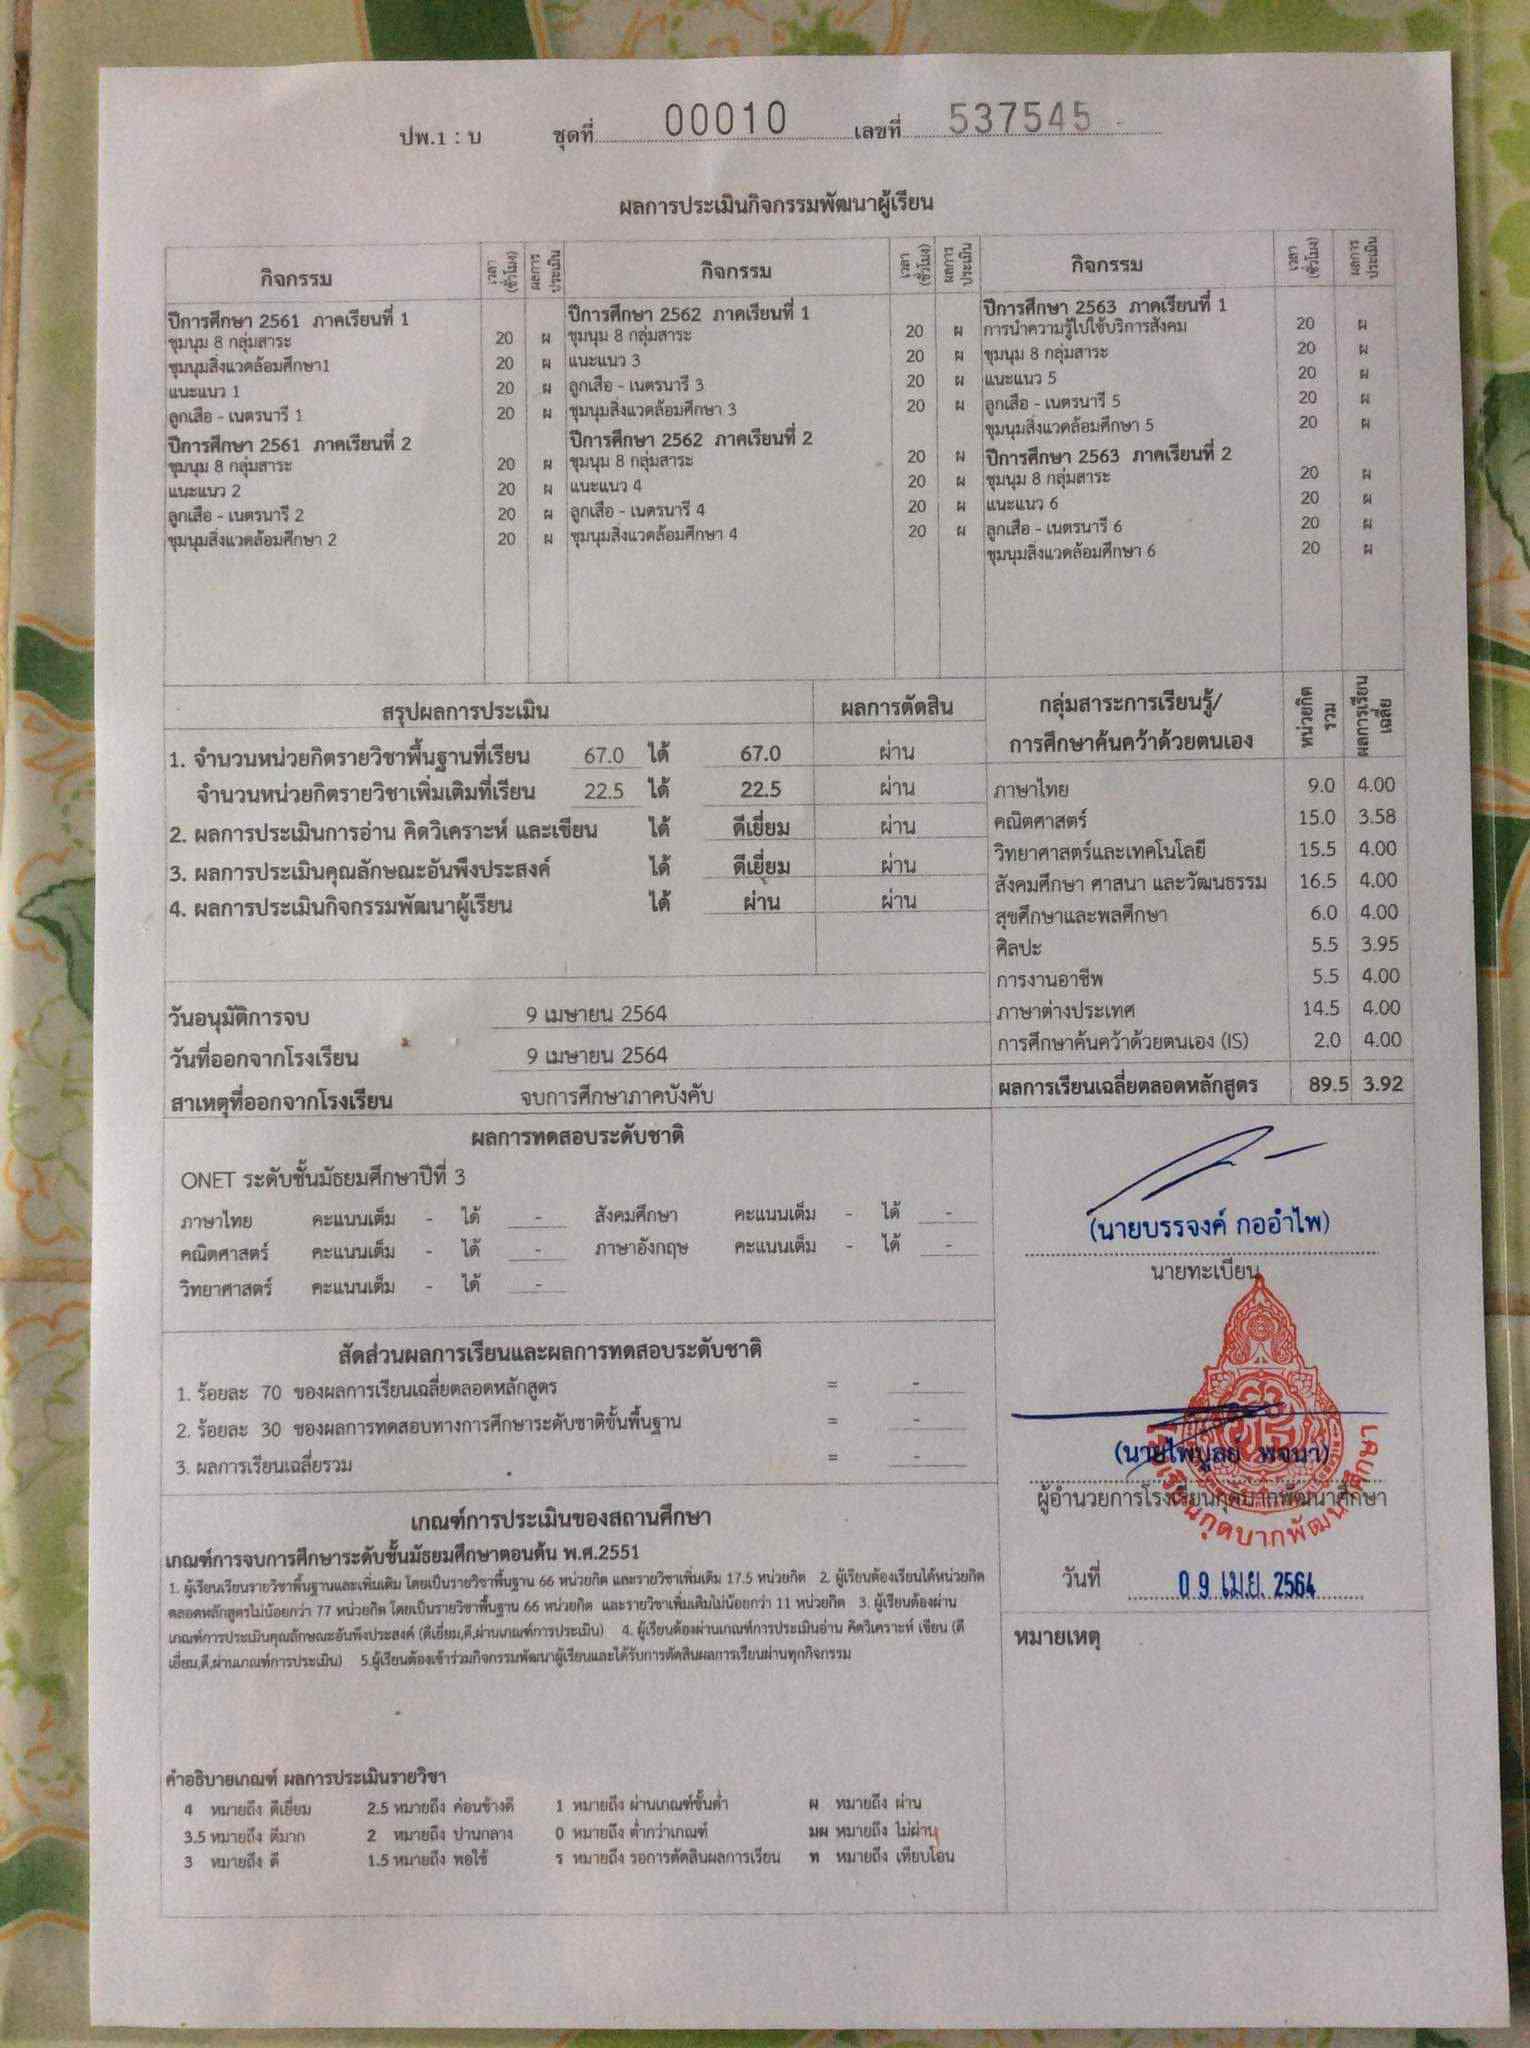 ปพ.1 : บ ชุดที่ 00010 เลขที่ 537545
ผลการประเมินกิจกรรมพัฒนาผู้เรียน
กิจกรรม เวลา (ชั่วโมง) ผลการประเมิน กิจกรรม เวลา (ชั่วโมง) ผลการประเมิน กิจกรรม เวลา (ชั่วโมง) ผลการประเมิน
ปีการศึกษา 2561 ภาคเรียนที่ 1
ชุมนุม 8 กลุ่มสาระ 20 ผ
ชุมนุมสิ่งแวดล้อมศึกษา1 20 ผ
แนะแนว 1 20 ผ
ลูกเสือ - เนตรนารี 1 20 ผ
ปีการศึกษา 2561 ภาคเรียนที่ 2
ชุมนุม 8 กลุ่มสาระ 20 ผ
แนะแนว 2 20 ผ
ลูกเสือ - เนตรนารี 2 20 ผ
ชุมนุมสิ่งแวดล้อมศึกษา 2 20 ผ
ปีการศึกษา 2562 ภาคเรียนที่ 1
ชุมนุม 8 กลุ่มสาระ 20 ผ
แนะแนว 3 20 ผ
ลูกเสือ - เนตรนารี 3 20 ผ
ชุมนุมสิ่งแวดล้อมศึกษา 3 20 ผ
ปีการศึกษา 2562 ภาคเรียนที่ 2
ชุมนุม 8 กลุ่มสาระ 20 ผ
แนะแนว 4 20 ผ
ลูกเสือ - เนตรนารี 4 20 ผ
ชุมนุมสิ่งแวดล้อมศึกษา 4 20 ผ
ปีการศึกษา 2563 ภาคเรียนที่ 1
การนำความรู้ไปใช้บริการสังคม 20 ผ
ชุมนุม 8 กลุ่มสาระ 20 ผ
แนะแนว 5 20 ผ
ลูกเสือ - เนตรนารี 5 20 ผ
ชุมนุมสิ่งแวดล้อมศึกษา 5 20 ผ
ปีการศึกษา 2563 ภาคเรียนที่ 2
ชุมนุม 8 กลุ่มสาระ 20 ผ
แนะแนว 6 20 ผ
ลูกเสือ - เนตรนารี 6 20 ผ
ชุมนุมสิ่งแวดล้อมศึกษา 6 20 ผ
สรุปผลการประเมิน ผลการตัดสิน
1. จำนวนหน่วยกิตรายวิชาพื้นฐานที่เรียน 67.0 ได้ 67.0 ผ่าน
จำนวนหน่วยกิตรายวิชาเพิ่มเติมที่เรียน 22.5 ได้ 22.5 ผ่าน
2. ผลการประเมินการอ่าน คิดวิเคราะห์ และเขียน ได้ ดีเยี่ยม ผ่าน
3. ผลการประเมินคุณลักษณะอันพึงประสงค์ ได้ ดีเยี่ยม ผ่าน
4. ผลการประเมินกิจกรรมพัฒนาผู้เรียน ได้ ผ่าน ผ่าน
วันอนุมัติการจบ 9 เมษายน 2564
วันที่ออกจากโรงเรียน 9 เมษายน 2564
สาเหตุที่ออกจากโรงเรียน จบการศึกษาภาคบังคับ
กลุ่มสาระการเรียนรู้/ หน่วยกิตรวม ผลการเรียนเฉลี่ย
การศึกษาค้นคว้าด้วยตนเอง
ภาษาไทย 9.0 4.00
คณิตศาสตร์ 15.0 3.58
วิทยาศาสตร์และเทคโนโลยี 15.5 4.00
สังคมศึกษา ศาสนา และวัฒนธรรม 16.5 4.00
สุขศึกษาและพลศึกษา 6.0 4.00
ศิลปะ 5.5 3.95
การงานอาชีพ 5.5 4.00
ภาษาต่างประเทศ 14.5 4.00
การศึกษาค้นคว้าด้วยตนเอง (IS) 2.0 4.00
ผลการเรียนเฉลี่ยตลอดหลักสูตร 89.5 3.92
ผลการทดสอบระดับชาติ
ONET ระดับชั้นมัธยมศึกษาปีที่ 3
ภาษาไทย คะแนนเต็ม - ได้ - สังคมศึกษา คะแนนเต็ม - ได้ -
คณิตศาสตร์ คะแนนเต็ม - ได้ - ภาษาอังกฤษ คะแนนเต็ม - ได้ -
วิทยาศาสตร์ คะแนนเต็ม - ได้ -
สัดส่วนผลการเรียนและผลการทดสอบระดับชาติ
1. ร้อยละ 70 ของผลการเรียนเฉลี่ยตลอดหลักสูตร = -
2. ร้อยละ 30 ของผลการทดสอบทางการศึกษาระดับชาติขั้นพื้นฐาน = -
3. ผลการเรียนเฉลี่ยรวม = -
(นายบรรจงค์ กออำไพ)
นายทะเบียน
(นายไพบูลย์ พจนา)
ผู้อำนวยการโรงเรียนกุดบากพัฒนาศึกษา
โรงเรียนกุดบากพัฒนาศึกษา
วันที่ 09 เม.ย. 2564
หมายเหตุ
เกณฑ์การประเมินของสถานศึกษา
เกณฑ์การจบการศึกษาระดับชั้นมัธยมศึกษาตอนต้น พ.ศ.2551
1. ผู้เรียนเรียนรายวิชาพื้นฐานและเพิ่มเติม โดยเป็นรายวิชาพื้นฐาน 66 หน่วยกิต และรายวิชาเพิ่มเติม 17.5 หน่วยกิต 2. ผู้เรียนต้องเรียนได้หน่วยกิต
ตลอดหลักสูตรไม่น้อยกว่า 77 หน่วยกิต โดยเป็นรายวิชาพื้นฐาน 66 หน่วยกิต และรายวิชาเพิ่มเติมไม่น้อยกว่า 11 หน่วยกิต 3. ผู้เรียนต้องผ่าน
เกณฑ์การประเมินคุณลักษณะอันพึงประสงค์ (ดีเยี่ยม,ดี,ผ่านเกณฑ์การประเมิน) 4. ผู้เรียนต้องผ่านเกณฑ์การประเมินอ่าน คิดวิเคราะห์ เขียน (ดี
เยี่ยม,ดี,ผ่านเกณฑ์การประเมิน) 5.ผู้เรียนต้องเข้าร่วมกิจกรรมพัฒนาผู้เรียนและได้รับการตัดสินผลการเรียนผ่านทุกกิจกรรม
คำอธิบายเกณฑ์ ผลการประเมินรายวิชา
4 หมายถึง ดีเยี่ยม 2.5 หมายถึง ค่อนข้างดี 1 หมายถึง ผ่านเกณฑ์ขั้นต่ำ ผ หมายถึง ผ่าน
3.5 หมายถึง ดีมาก 2 หมายถึง ปานกลาง 0 หมายถึง ต่ำกว่าเกณฑ์ มผ หมายถึง ไม่ผ่าน
3 หมายถึง ดี 1.5 หมายถึง พอใช้ ร หมายถึง รอการตัดสินผลการเรียน ท หมายถึง เทียบโอน